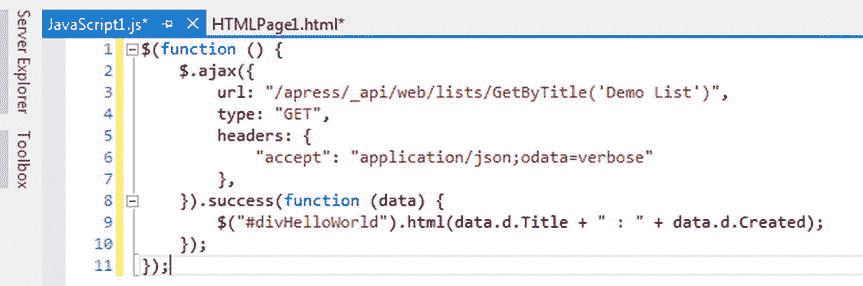 Server Explorer
Toolbox
JavaScript1.js*
HTMLPage1.html*
1 $(function () {
2 $.ajax({
3 url: "/apress/_api/web/lists/GetByTitle('Demo List')",
4 type: "GET",
5 headers: {
6 "accept": "application/json;odata=verbose"
7 },
8 }).success(function (data) {
9 $("#divHelloWorld").html(data.d.Title + " : " + data.d.Created);
10 });
11 });